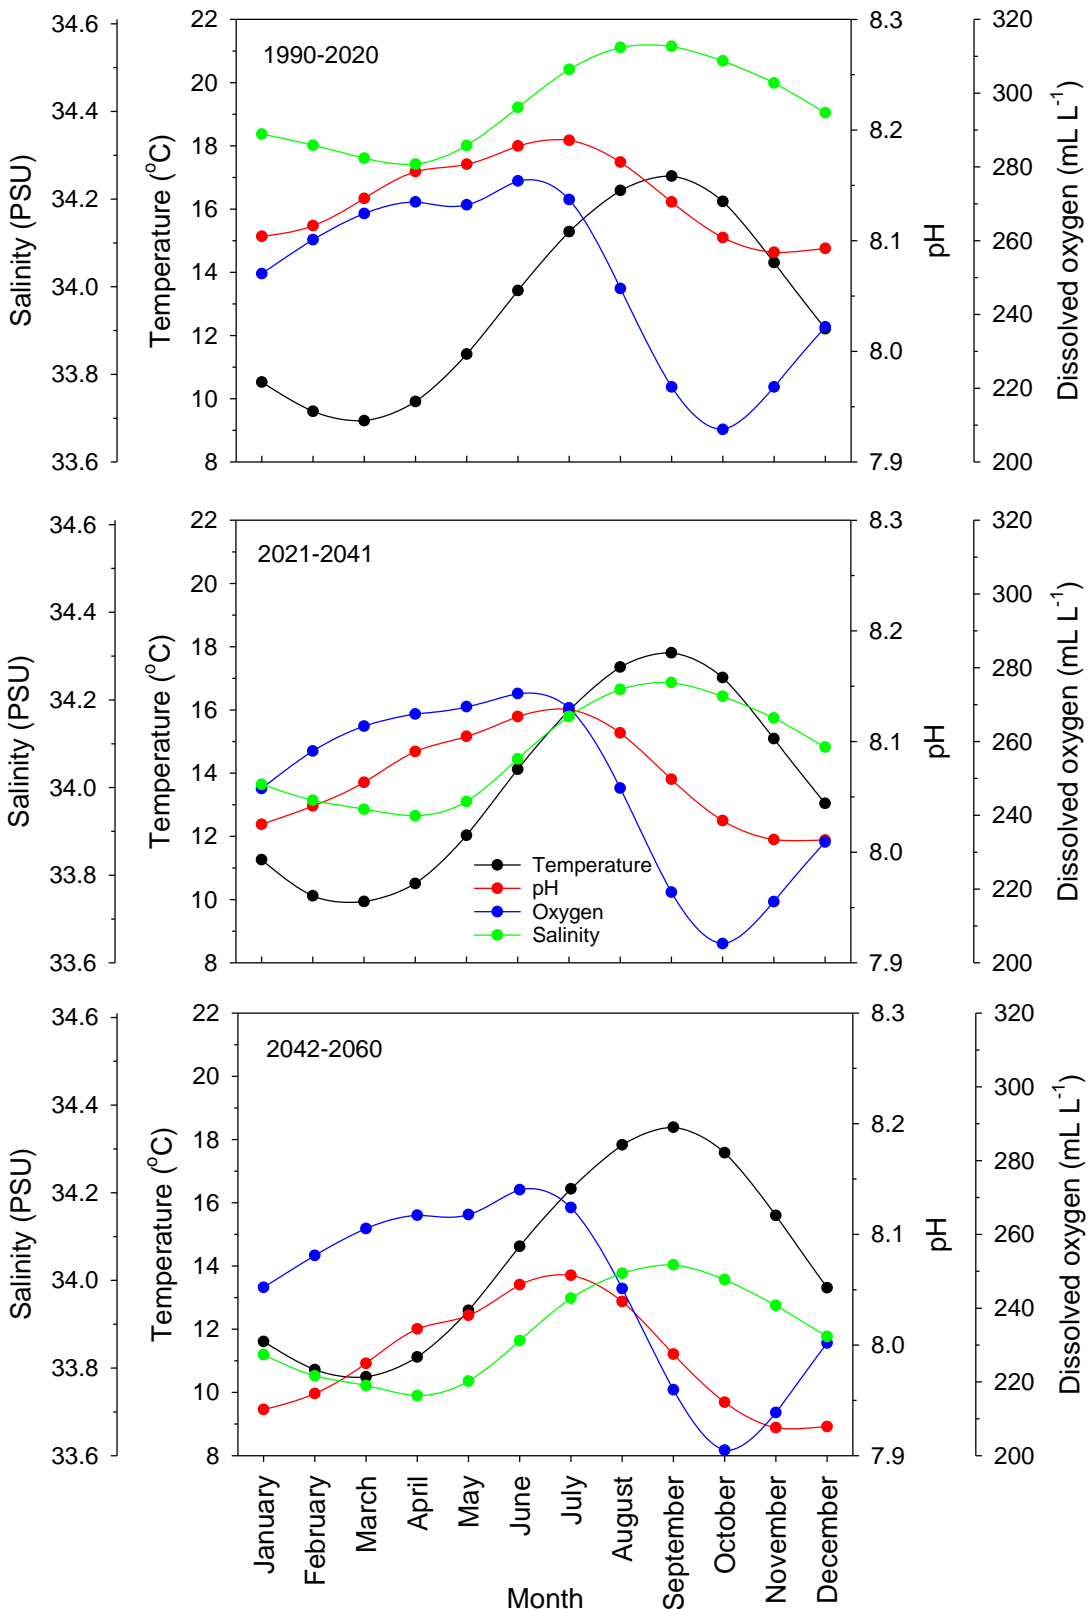 1990-2020
Salinity (PSU)
34.6
34.4
34.2
34.0
33.8
33.6
Temperature (°C)
22
20
18
16
14
12
10
8
pH
8.3
8.2
8.1
8.0
7.9
Dissolved oxygen (mL L⁻¹)
320
300
280
260
240
220
200
2021-2041
Salinity (PSU)
34.6
34.4
34.2
34.0
33.8
33.6
Temperature (°C)
22
20
18
16
14
12
10
8
Temperature
pH
Oxygen
Salinity
pH
8.3
8.2
8.1
8.0
7.9
Dissolved oxygen (mL L⁻¹)
320
300
280
260
240
220
200
2042-2060
Salinity (PSU)
34.6
34.4
34.2
34.0
33.8
33.6
Temperature (°C)
22
20
18
16
14
12
10
8
pH
8.3
8.2
8.1
8.0
7.9
Dissolved oxygen (mL L⁻¹)
320
300
280
260
240
220
200
January
February
March
April
May
June
July
August
September
October
November
December
Month